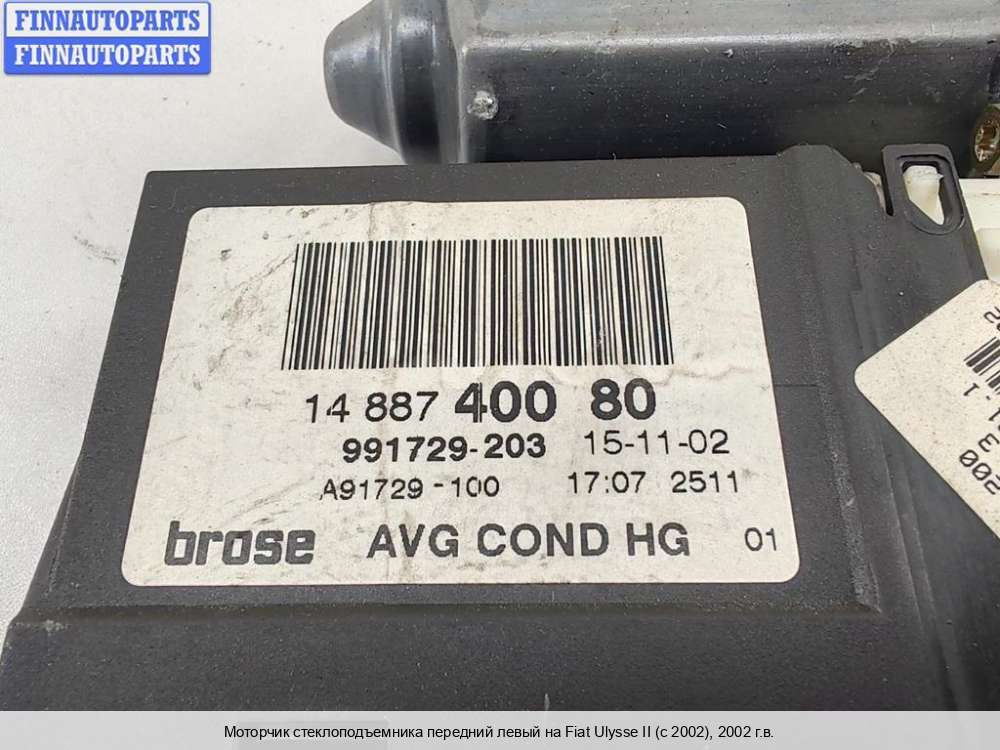 FINNAUTOPARTS
FINNAUTOPARTS
14 887 400 80
991729-203 15-11-02
A91729-100 17:07 2511
brose AVG COND HG 01
Моторчик стеклоподъемника передний левый на Fiat Ulysse II (с 2002), 2002 г.в.